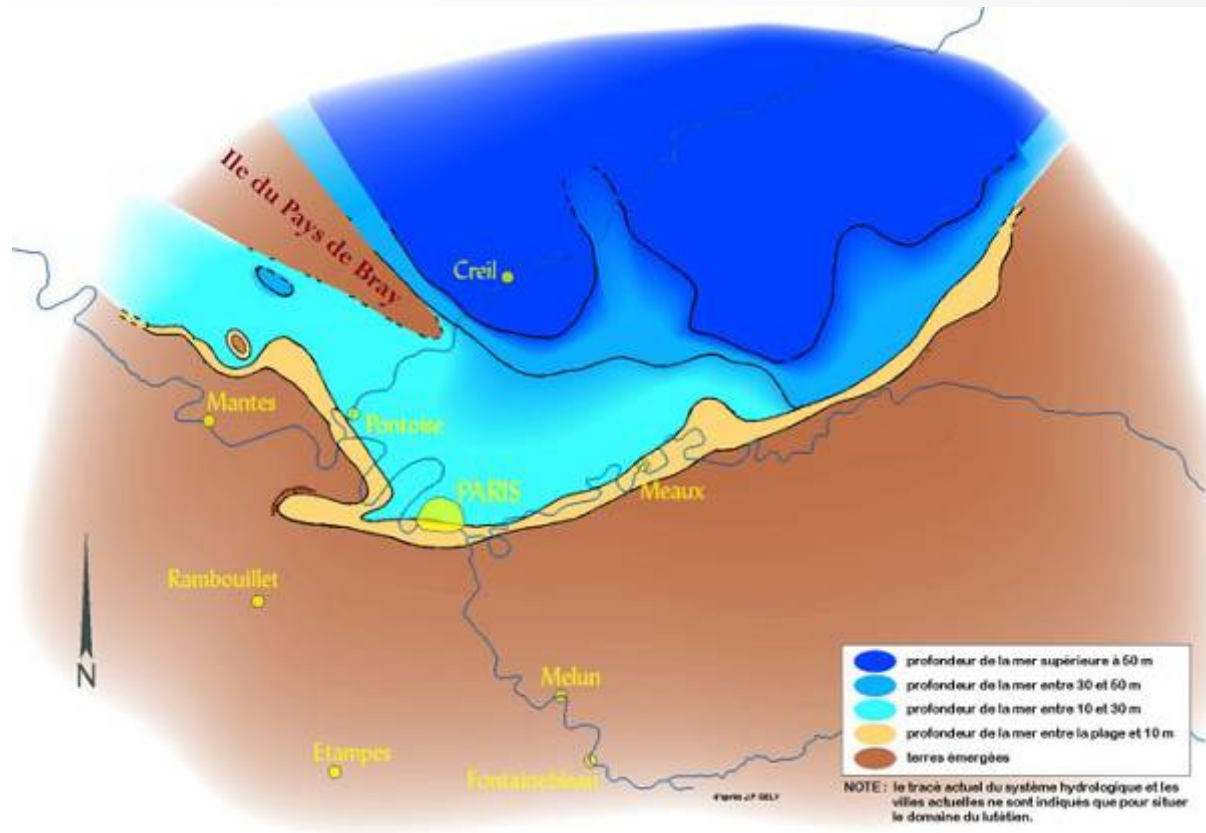 Ile du Pays de Bray
Creil
Mantes
Pontoise
PARIS
Meaux
Rambouillet
N
Melun
Etampes
Fontainebleau
d'après J.P GELY
profondeur de la mer supérieure à 50 m
profondeur de la mer entre 30 et 50 m
profondeur de la mer entre 10 et 30 m
profondeur de la mer entre la plage et 10 m
terres émergées
NOTE : le tracé actuel du système hydrologique et les
villes actuelles ne sont indiqués que pour situer
le domaine du lutétien.